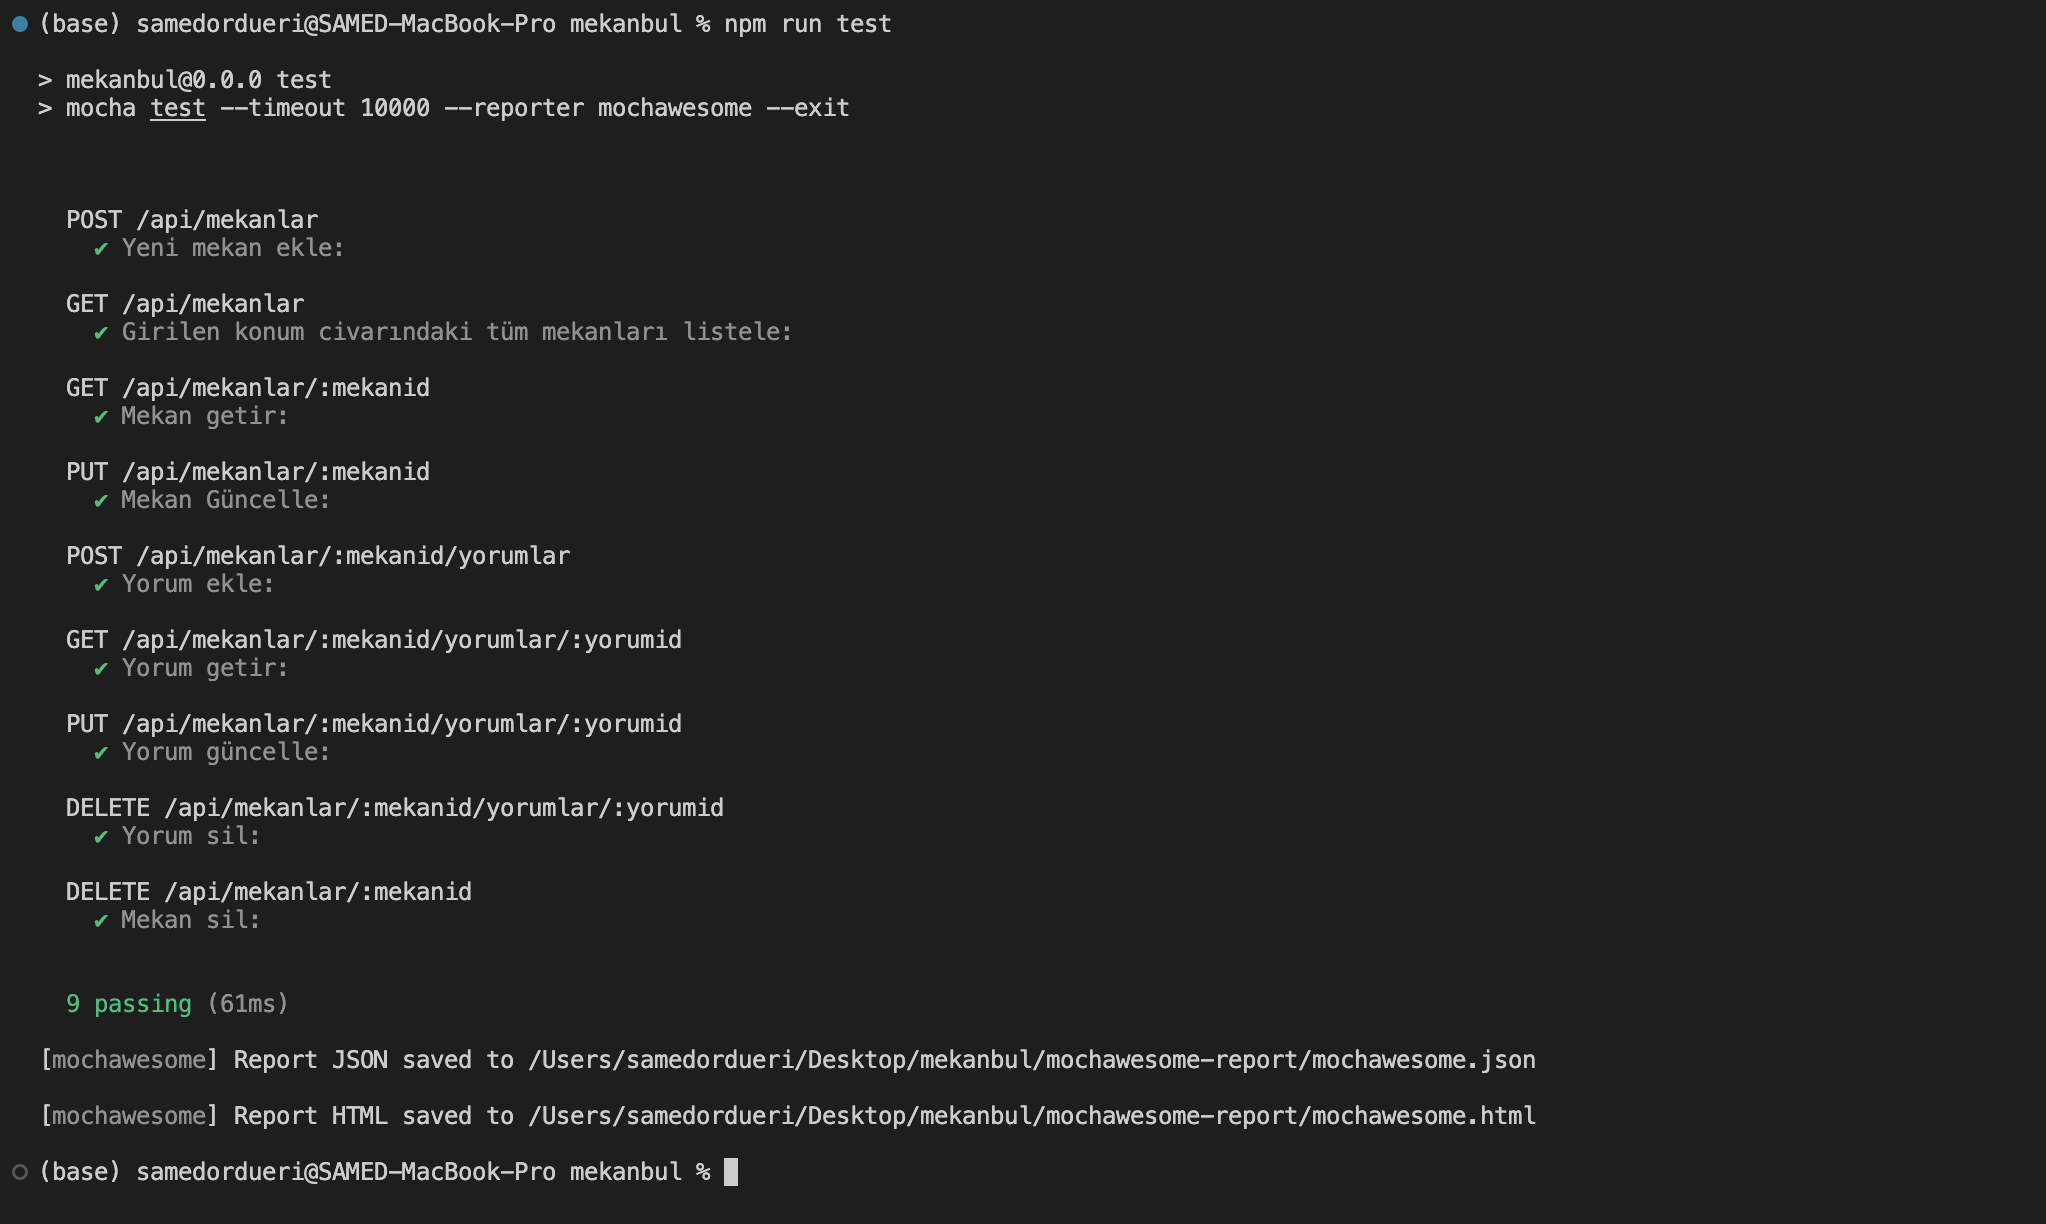 (base) samedordueri@SAMED-MacBook-Pro mekanbul % npm run test
> mekanbul@0.0.0 test
> mocha test --timeout 10000 --reporter mochawesome --exit
POST /api/mekanlar
✔ Yeni mekan ekle:
GET /api/mekanlar
✔ Girilen konum civarındaki tüm mekanları listele:
GET /api/mekanlar/:mekanid
✔ Mekan getir:
PUT /api/mekanlar/:mekanid
✔ Mekan Güncelle:
POST /api/mekanlar/:mekanid/yorumlar
✔ Yorum ekle:
GET /api/mekanlar/:mekanid/yorumlar/:yorumid
✔ Yorum getir:
PUT /api/mekanlar/:mekanid/yorumlar/:yorumid
✔ Yorum güncelle:
DELETE /api/mekanlar/:mekanid/yorumlar/:yorumid
✔ Yorum sil:
DELETE /api/mekanlar/:mekanid
✔ Mekan sil:
9 passing (61ms)
[mochawesome] Report JSON saved to /Users/samedordueri/Desktop/mekanbul/mochawesome-report/mochawesome.json
[mochawesome] Report HTML saved to /Users/samedordueri/Desktop/mekanbul/mochawesome-report/mochawesome.html
(base) samedordueri@SAMED-MacBook-Pro mekanbul %